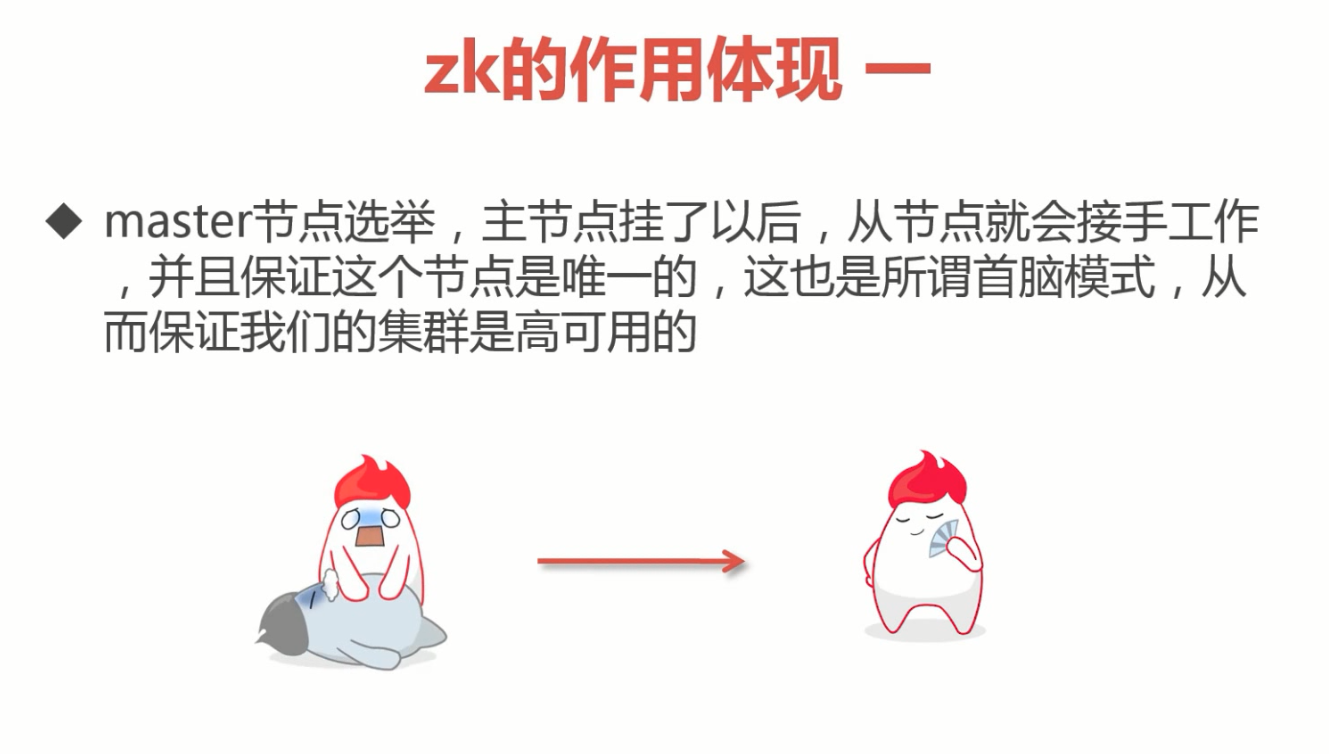 zk的作用体现 一
◆ master节点选举，主节点挂了以后，从节点就会接手工作
，并且保证这个节点是唯一的，这也是所谓首脑模式，从
而保证我们的集群是高可用的